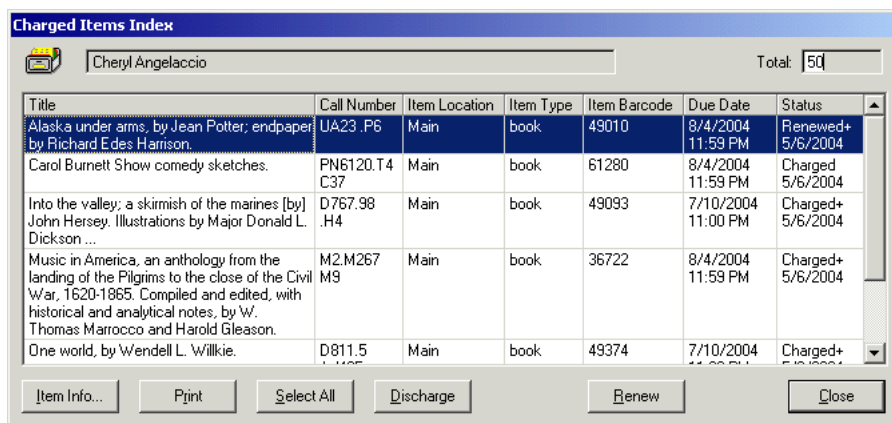 Charged Items Index
Cheryl Angelaccio
Total: 50
Title Call Number Item Location Item Type Item Barcode Due Date Status
Alaska under arms, by Jean Potter; endpaper UA23 .P6 Main book 49010 8/4/2004 Renewed+
by Richard Edes Harrison. 11:59 PM 5/6/2004
Carol Burnett Show comedy sketches. PN6120.T4 Main book 61280 8/4/2004 Charged
C37 11:59 PM 5/6/2004
Into the valley; a skirmish of the marines [by] D767.98 Main book 49093 7/10/2004 Charged+
John Hersey. Illustrations by Major Donald L. .H4 11:00 PM 5/6/2004
Dickson ...
Music in America, an anthology from the M2.M267 Main book 36722 8/4/2004 Charged+
landing of the Pilgrims to the close of the Civil M9 11:59 PM 5/6/2004
War, 1620-1865. Compiled and edited, with
historical and analytical notes, by W.
Thomas Marrocco and Harold Gleason.
One world, by Wendell L. Willkie. D811.5 Main book 49374 7/10/2004 Charged+
Item Info... Print Select All Discharge Renew Close